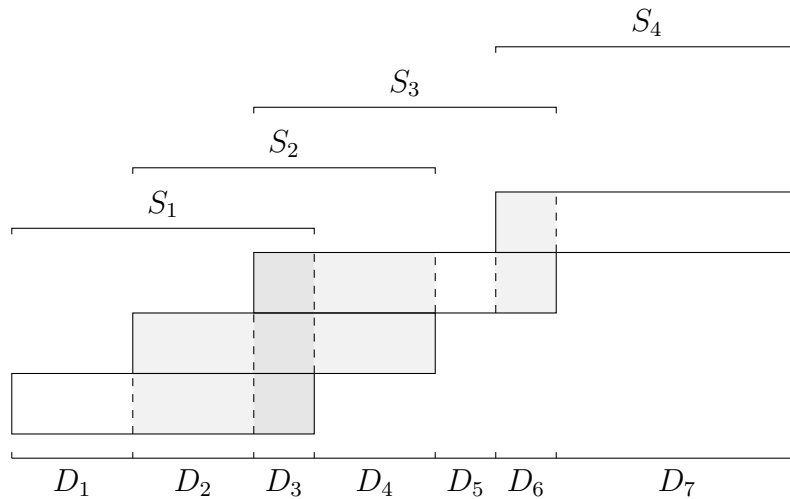 S₄
S₃
S₂
S₁
D₁ D₂ D₃ D₄ D₅ D₆ D₇